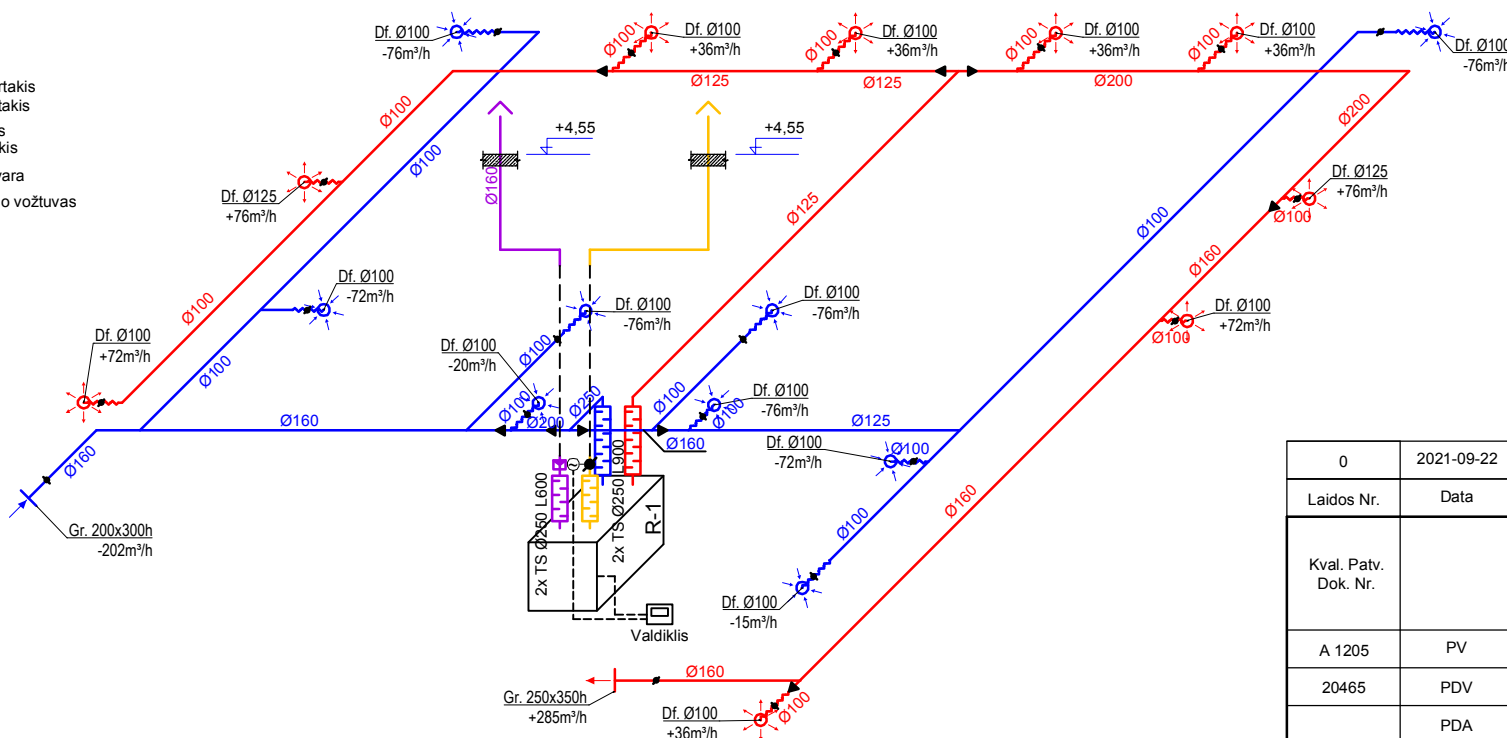 rtakis
takis
s
kis
vara
o vožtuvas
Df. Ø100
-76m³/h
Ø100
Df. Ø100
+36m³/h
Ø100
Df. Ø100
+36m³/h
Ø100
Df. Ø100
+36m³/h
Ø100
Df. Ø100
+36m³/h
Df. Ø100
-76m³/h
Ø125
Ø125
Ø200
Ø100
Ø100
Ø200
+4,55
+4,55
Ø160
Df. Ø125
+76m³/h
Ø125
Ø100
Df. Ø125
+76m³/h
Ø100
Ø160
Df. Ø100
-72m³/h
Ø100
Df. Ø100
-76m³/h
Df. Ø100
-76m³/h
Df. Ø100
+72m³/h
Ø100
Df. Ø100
+72m³/h
Ø100
Df. Ø100
-20m³/h
Ø100
Ø100
Ø250
Ø100
Df. Ø100
-76m³/h
Ø100
Ø160
Ø200
Ø160
Ø125
Ø160
Df. Ø100
-72m³/h
Ø100
Gr. 200x300h
-202m³/h
2x TS Ø250 L600
2x TS Ø250 L900
R-1
Ø100
Ø160
Df. Ø100
-15m³/h
Valdiklis
Ø160
Gr. 250x350h
+285m³/h
Df. Ø100
+36m³/h
Ø100
0 2021-09-22
Laidos Nr. Data
Kval. Patv.
Dok. Nr.
A 1205 PV
20465 PDV
PDA